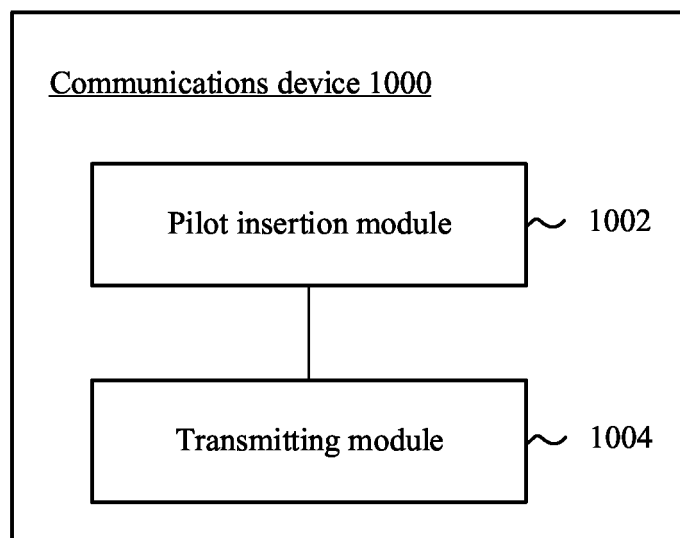 Communications device 1000
Pilot insertion module
1002
Transmitting module
1004